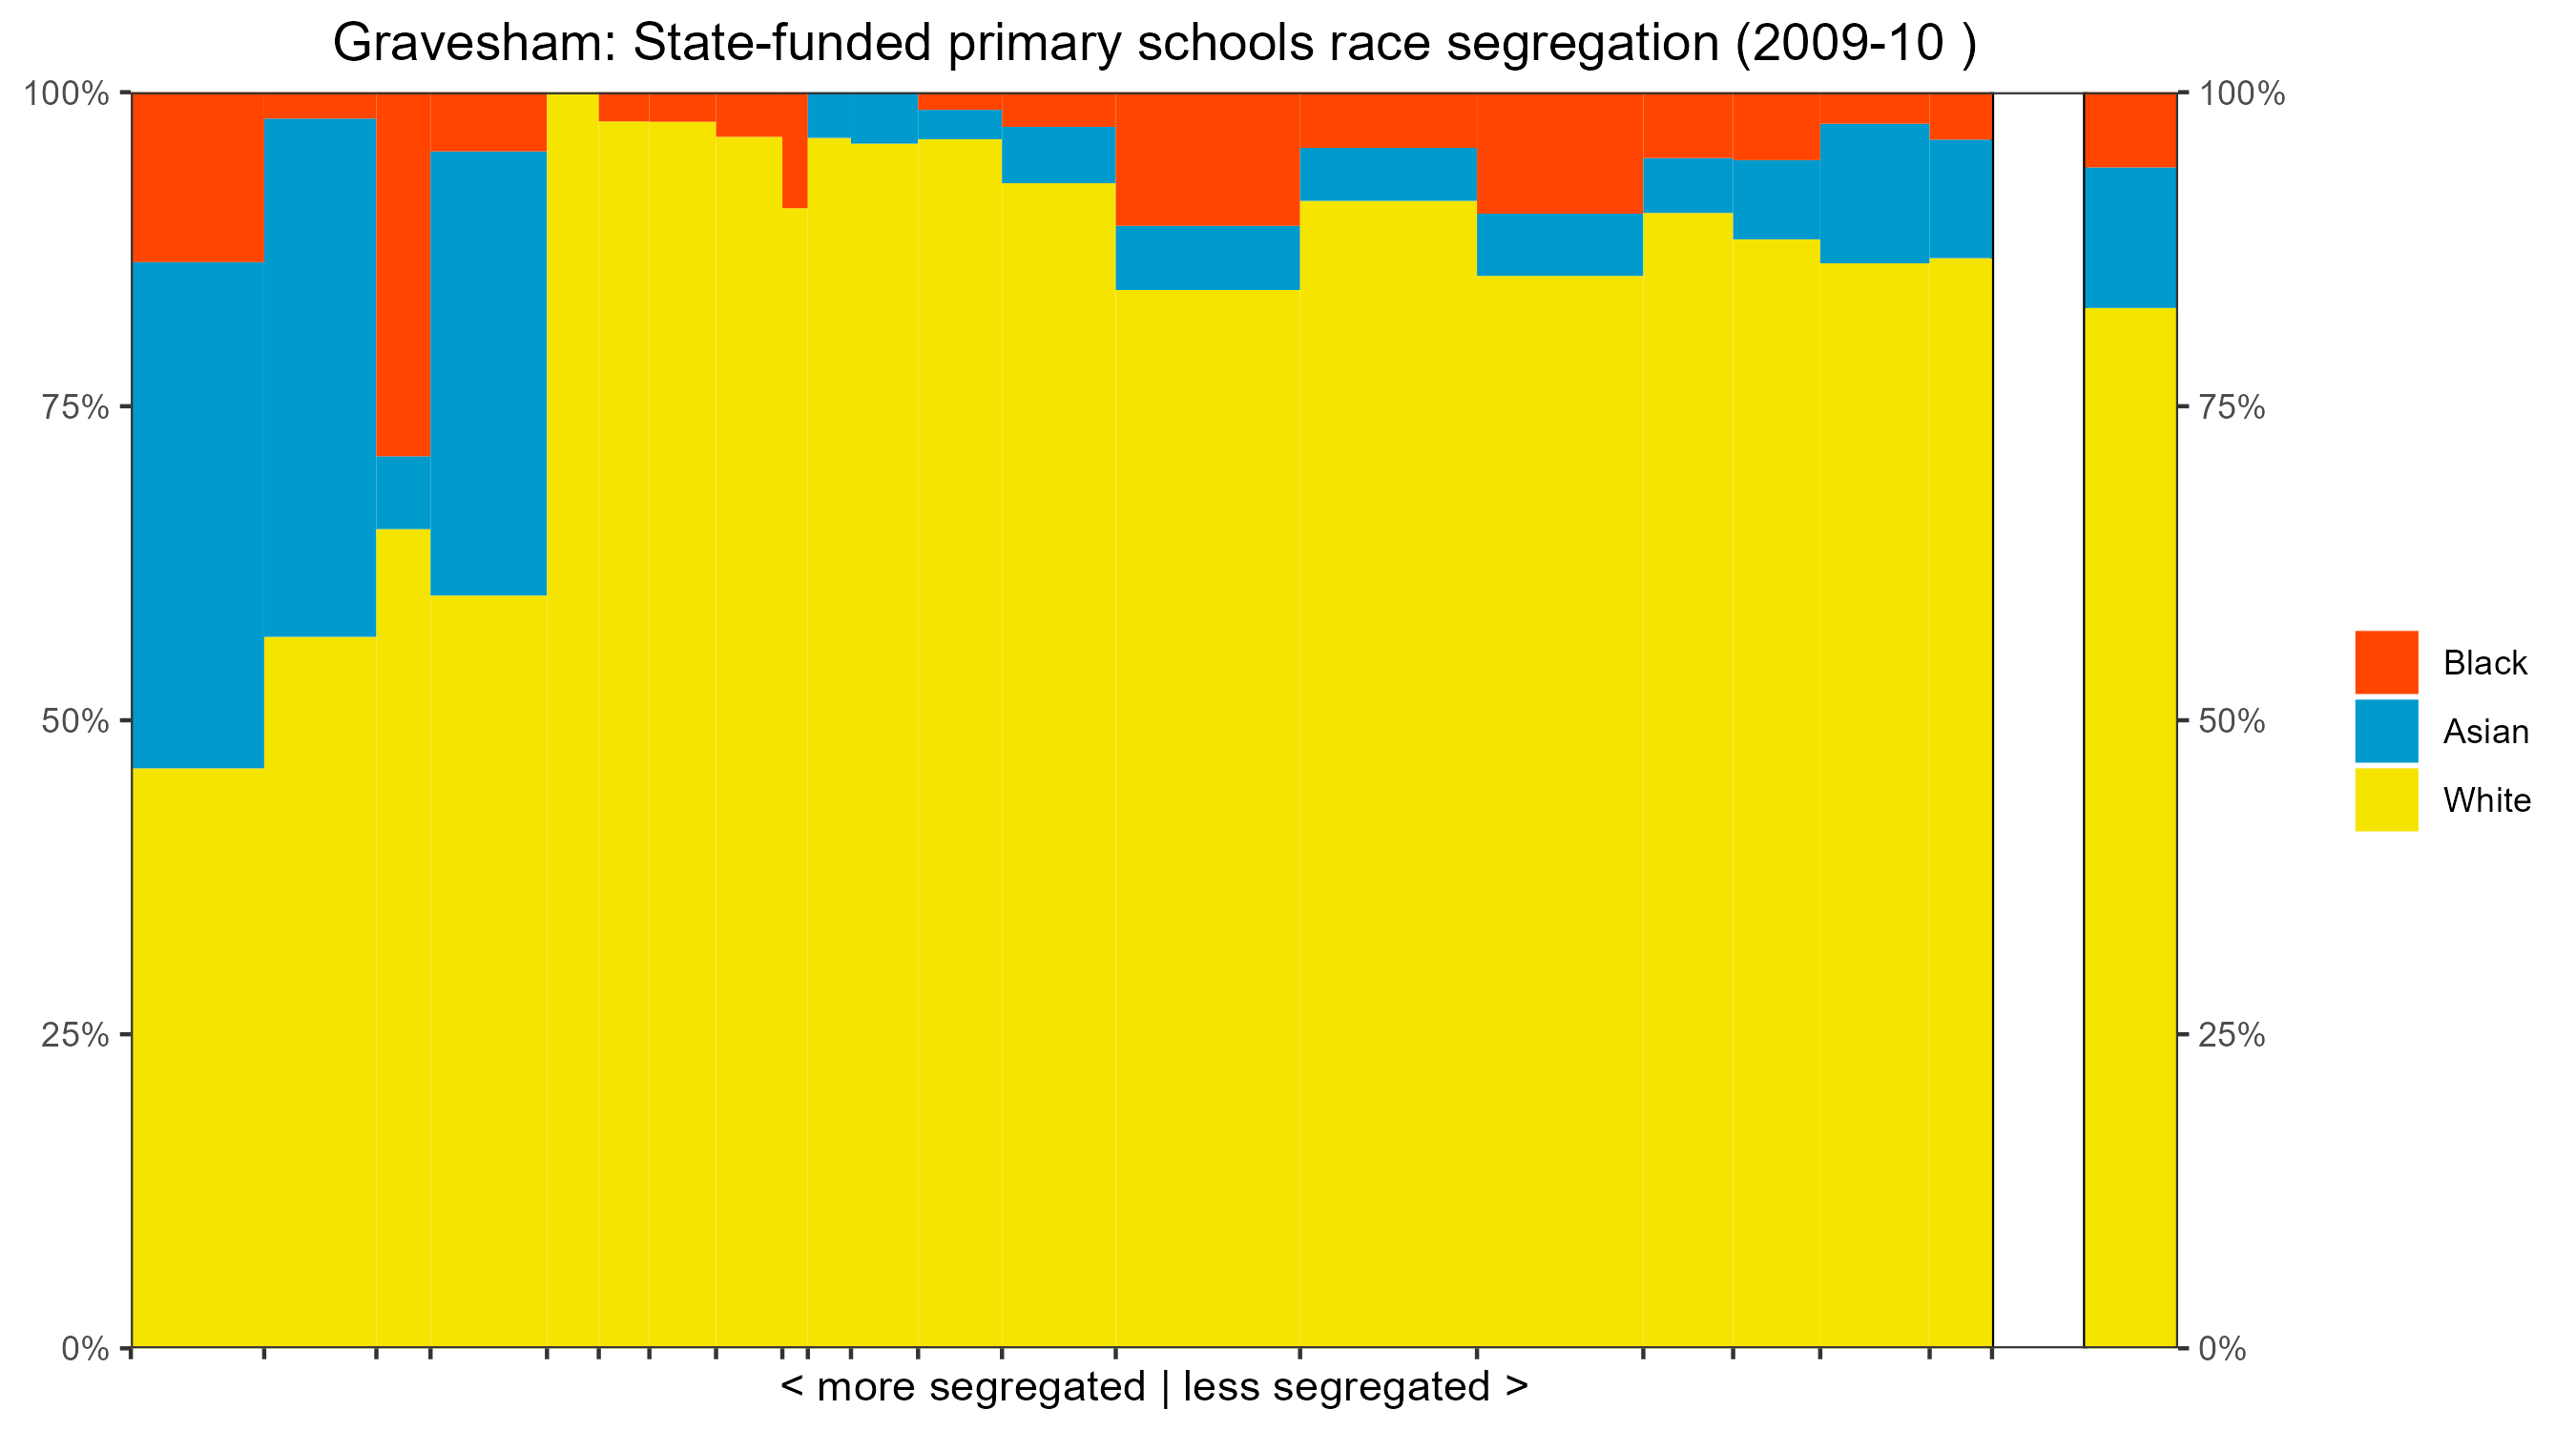 Gravesham: State-funded primary schools race segregation (2009-10 )
100%
75%
50%
25%
0%
100%
75%
50%
25%
0%
Black
Asian
White
< more segregated | less segregated >